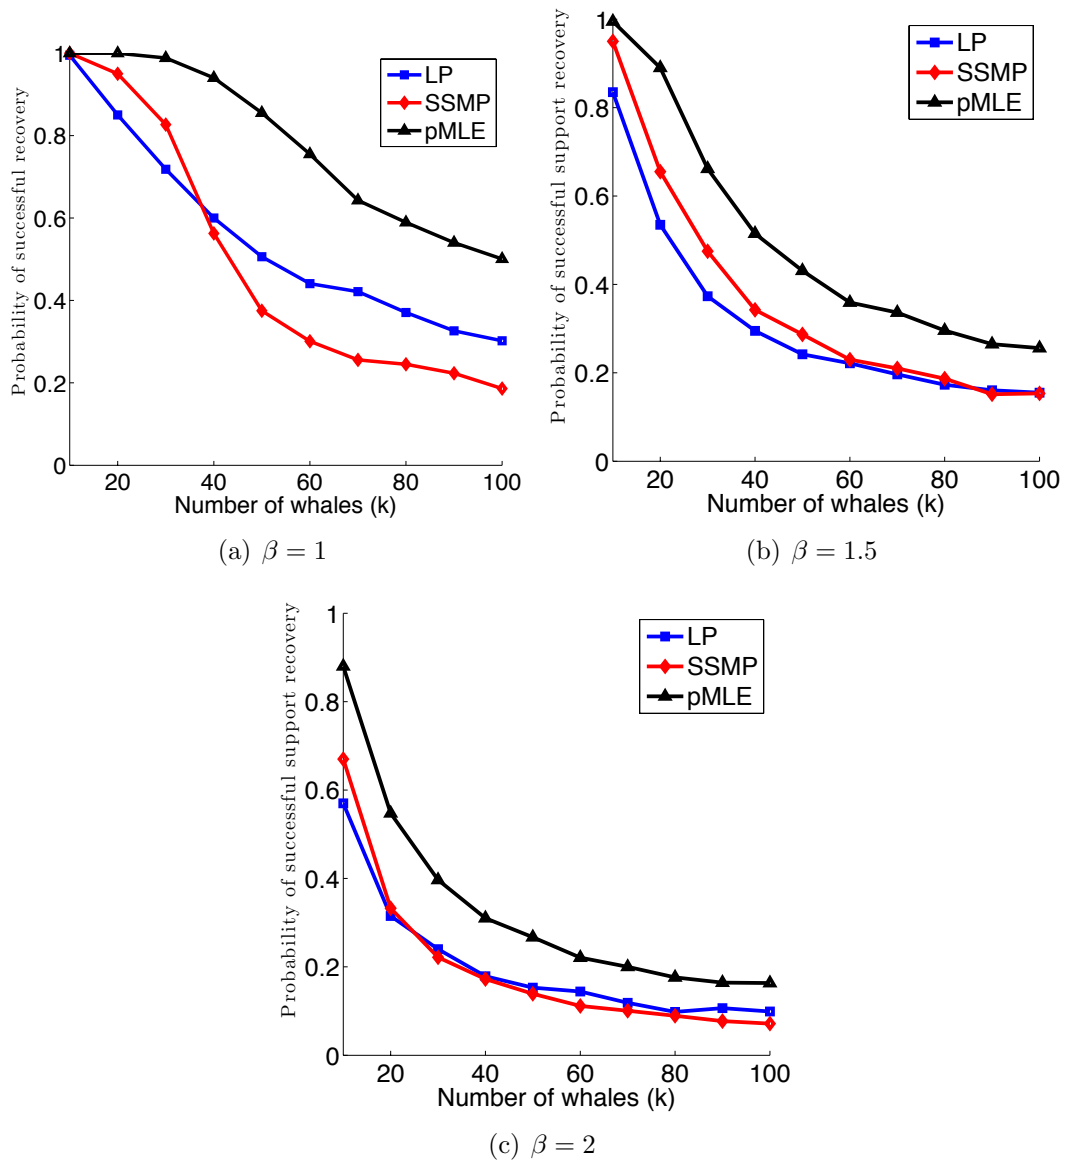 Probability of successful recovery
1
0.8
0.6
0.4
0.2
0
20 40 60 80 100
Number of whales (k)
LP
SSMP
pMLE
(a) β = 1
Probability of successful support recovery
1
0.8
0.6
0.4
0.2
0
20 40 60 80 100
Number of whales (k)
LP
SSMP
pMLE
(b) β = 1.5
Probability of successful support recovery
1
0.8
0.6
0.4
0.2
0
20 40 60 80 100
Number of whales (k)
LP
SSMP
pMLE
(c) β = 2